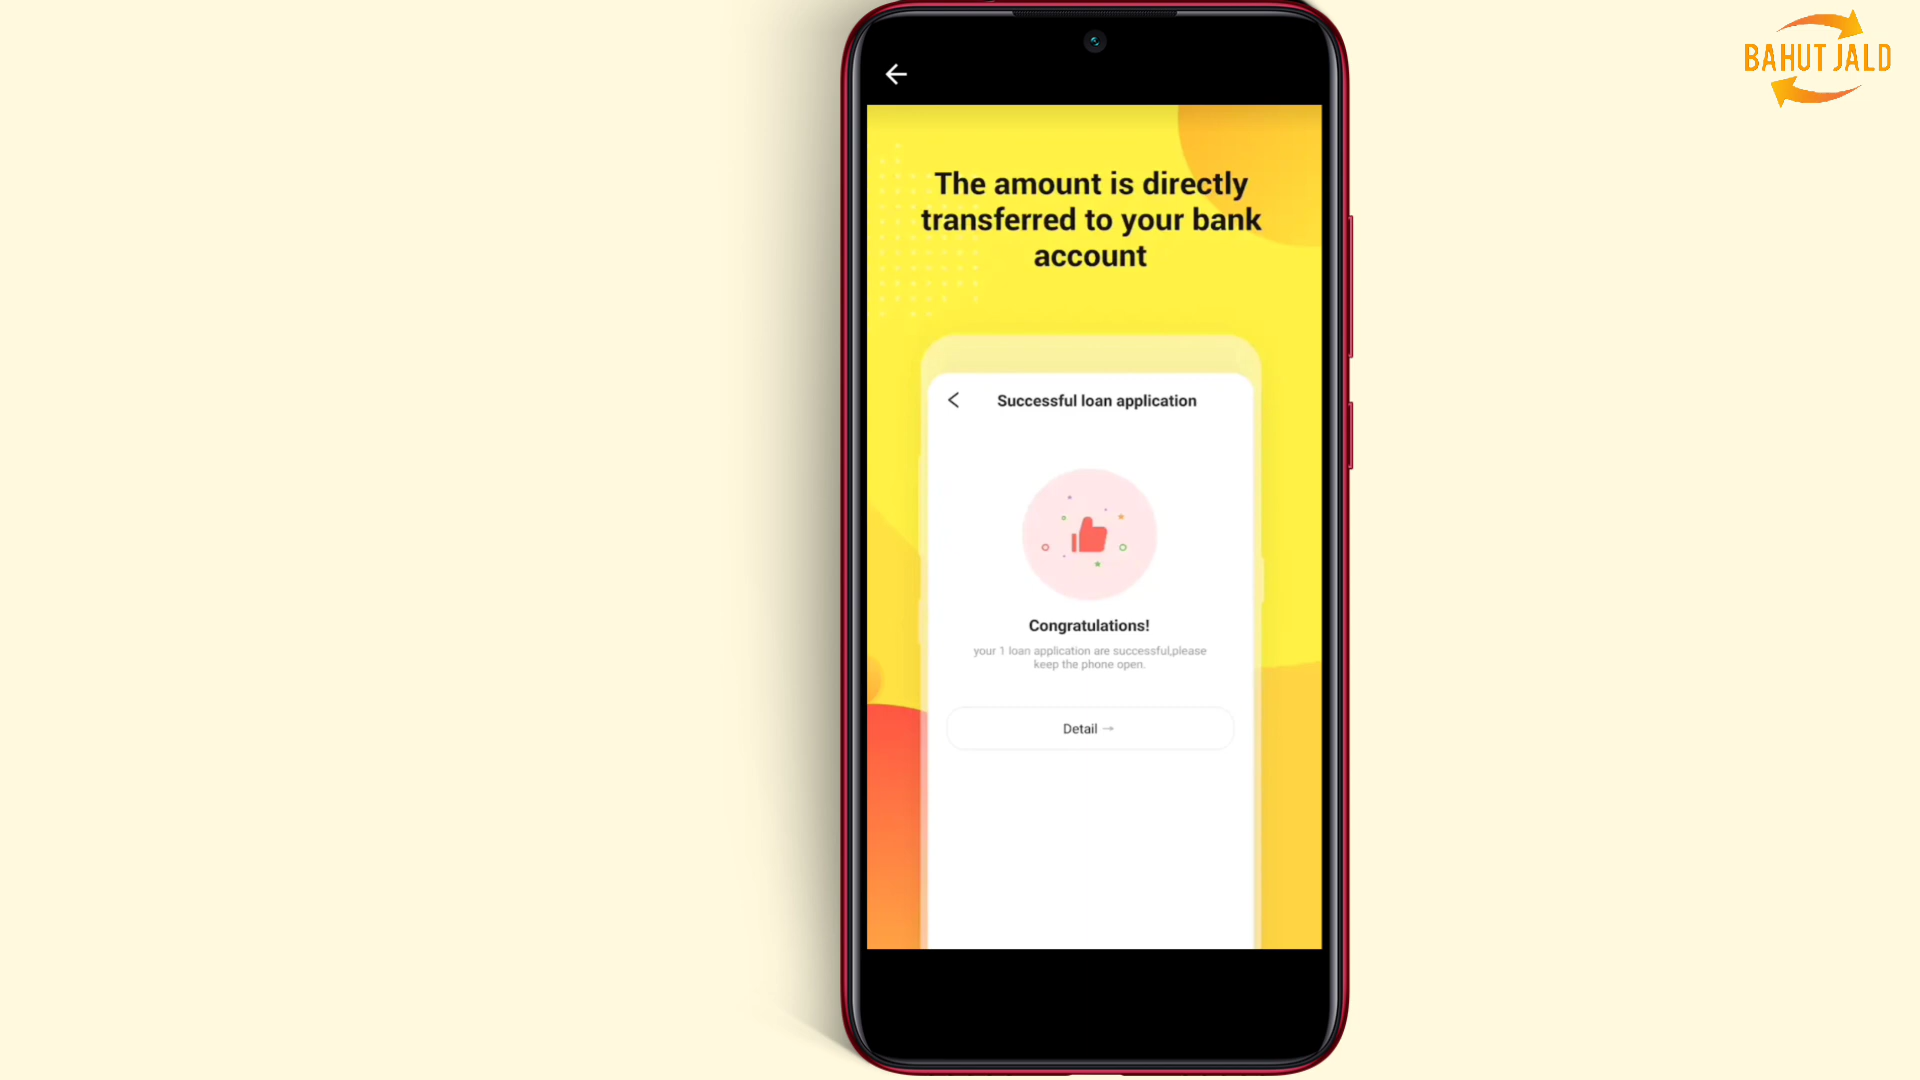 BAHUT JALD
The amount is directly
transferred to your bank
account
Successful loan application
Congratulations!
your 1 loan application are successful,please
keep the phone open.
Detail →